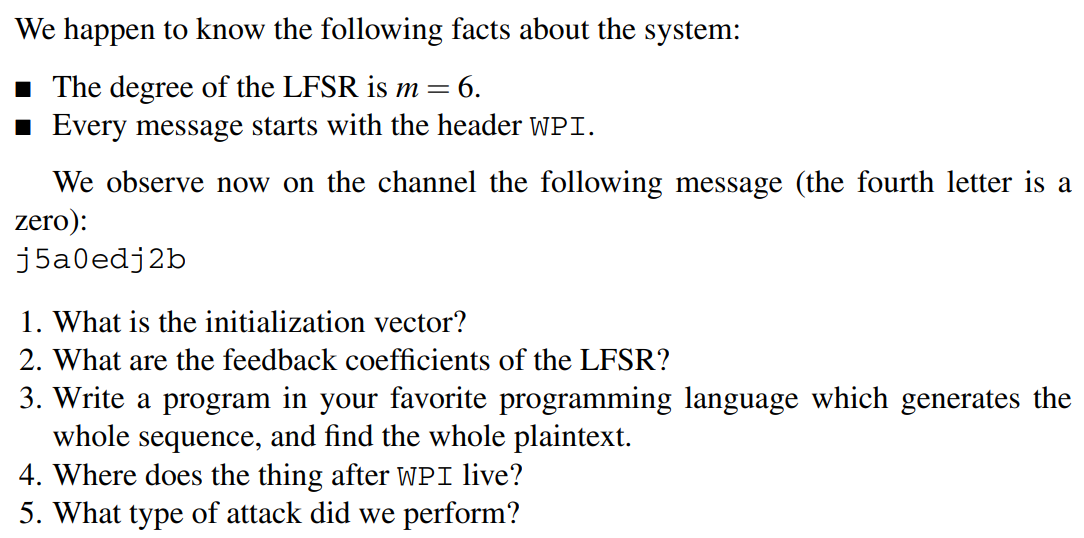 We happen to know the following facts about the system:
■ The degree of the LFSR is m = 6.
■ Every message starts with the header WPI.
We observe now on the channel the following message (the fourth letter is a
zero):
j5a0edj2b
1. What is the initialization vector?
2. What are the feedback coefficients of the LFSR?
3. Write a program in your favorite programming language which generates the
whole sequence, and find the whole plaintext.
4. Where does the thing after WPI live?
5. What type of attack did we perform?